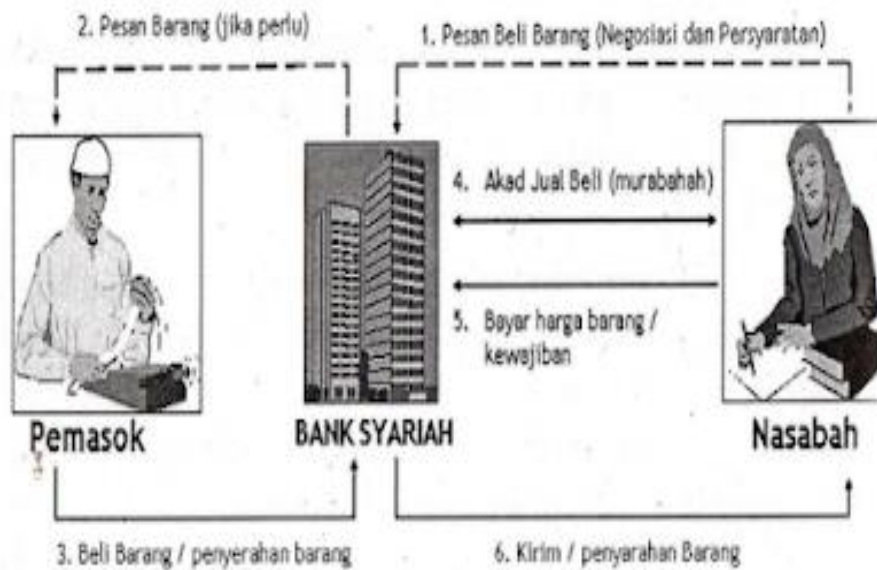 2. Pesan Barang (jika perlu)
1. Pesan Beli Barang (Negosiasi dan Persyaratan)
4. Akad Jual Beli (murabahah)
5. Bayar harga barang /
kewajiban
Pemasok
BANK SYARIAH
Nasabah
3. Beli Barang / penyerahan barang
6. Kirim / penyarahan Barang